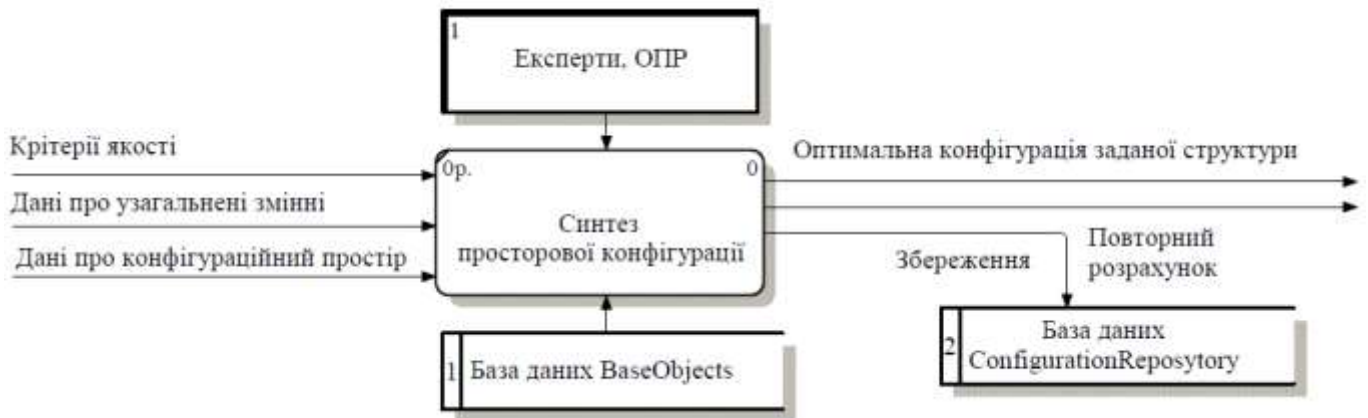 1
Експерти, ОПР
Крітерії якості
Дані про узагальнені змінні
Дані про конфігураційний простір
0р.
0
Синтез
просторової конфігурації
Оптимальна конфігурація заданої структури
Збереження
Повторний
розрахунок
1
База даних BaseObjects
2
База даних
ConfigurationReposytory